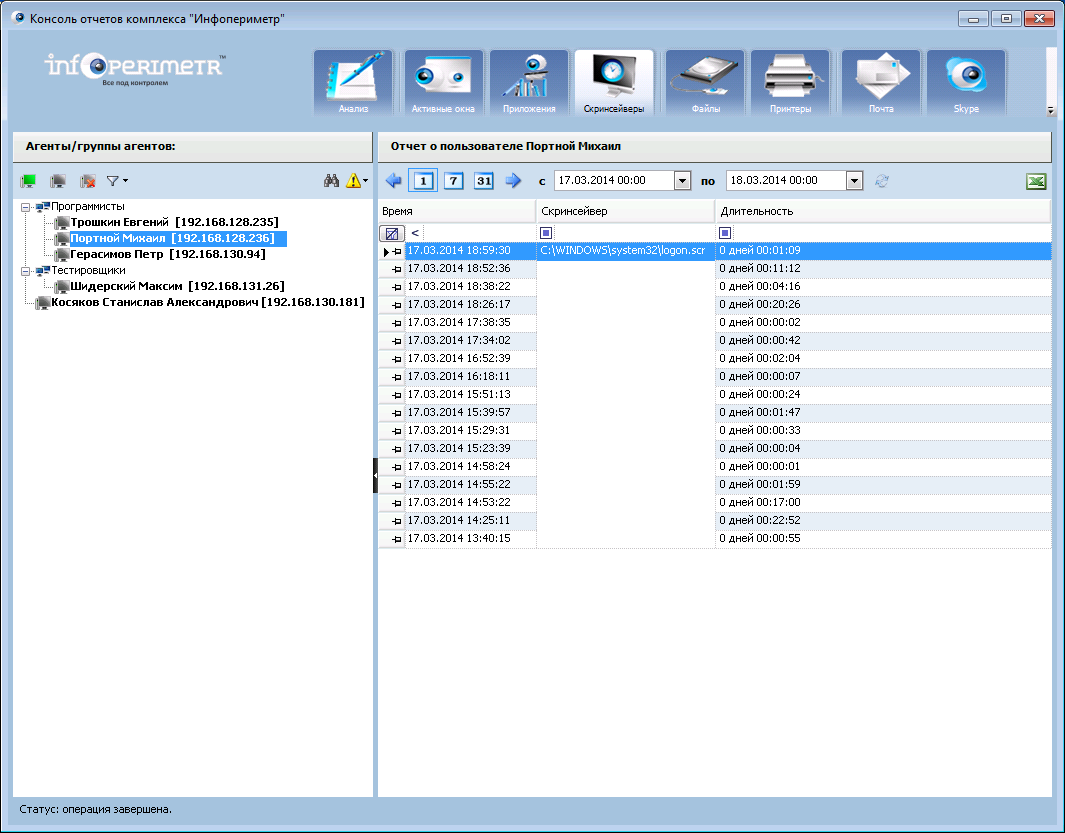 Консоль отчетов комплекса "Инфопериметр"
infOPERIMETR™
Все под контролем
Анализ
Активные окна
Приложения
Скринсейверы
Файлы
Принтеры
Почта
Skype
Агенты/группы агентов:
Отчет о пользователе Портной Михаил
1 7 31 с 17.03.2014 00:00 по 18.03.2014 00:00
Программисты
Трошкин Евгений [192.168.128.235]
Портной Михаил [192.168.128.236]
Герасимов Петр [192.168.130.94]
Тестировщики
Шидерский Максим [192.168.131.26]
Косяков Станислав Александрович [192.168.130.181]
Время Скринсейвер Длительность
<
17.03.2014 18:59:30 C:\WINDOWS\system32\logon.scr 0 дней 00:01:09
17.03.2014 18:52:36 0 дней 00:11:12
17.03.2014 18:38:22 0 дней 00:04:16
17.03.2014 18:26:17 0 дней 00:20:26
17.03.2014 17:38:35 0 дней 00:00:02
17.03.2014 17:34:02 0 дней 00:00:42
17.03.2014 16:52:39 0 дней 00:02:04
17.03.2014 16:18:11 0 дней 00:00:07
17.03.2014 15:51:13 0 дней 00:00:24
17.03.2014 15:39:57 0 дней 00:01:47
17.03.2014 15:29:31 0 дней 00:00:33
17.03.2014 15:23:39 0 дней 00:00:04
17.03.2014 14:58:24 0 дней 00:00:01
17.03.2014 14:55:22 0 дней 00:01:59
17.03.2014 14:53:22 0 дней 00:17:00
17.03.2014 14:25:11 0 дней 00:22:52
17.03.2014 13:40:15 0 дней 00:00:55
Статус: операция завершена.